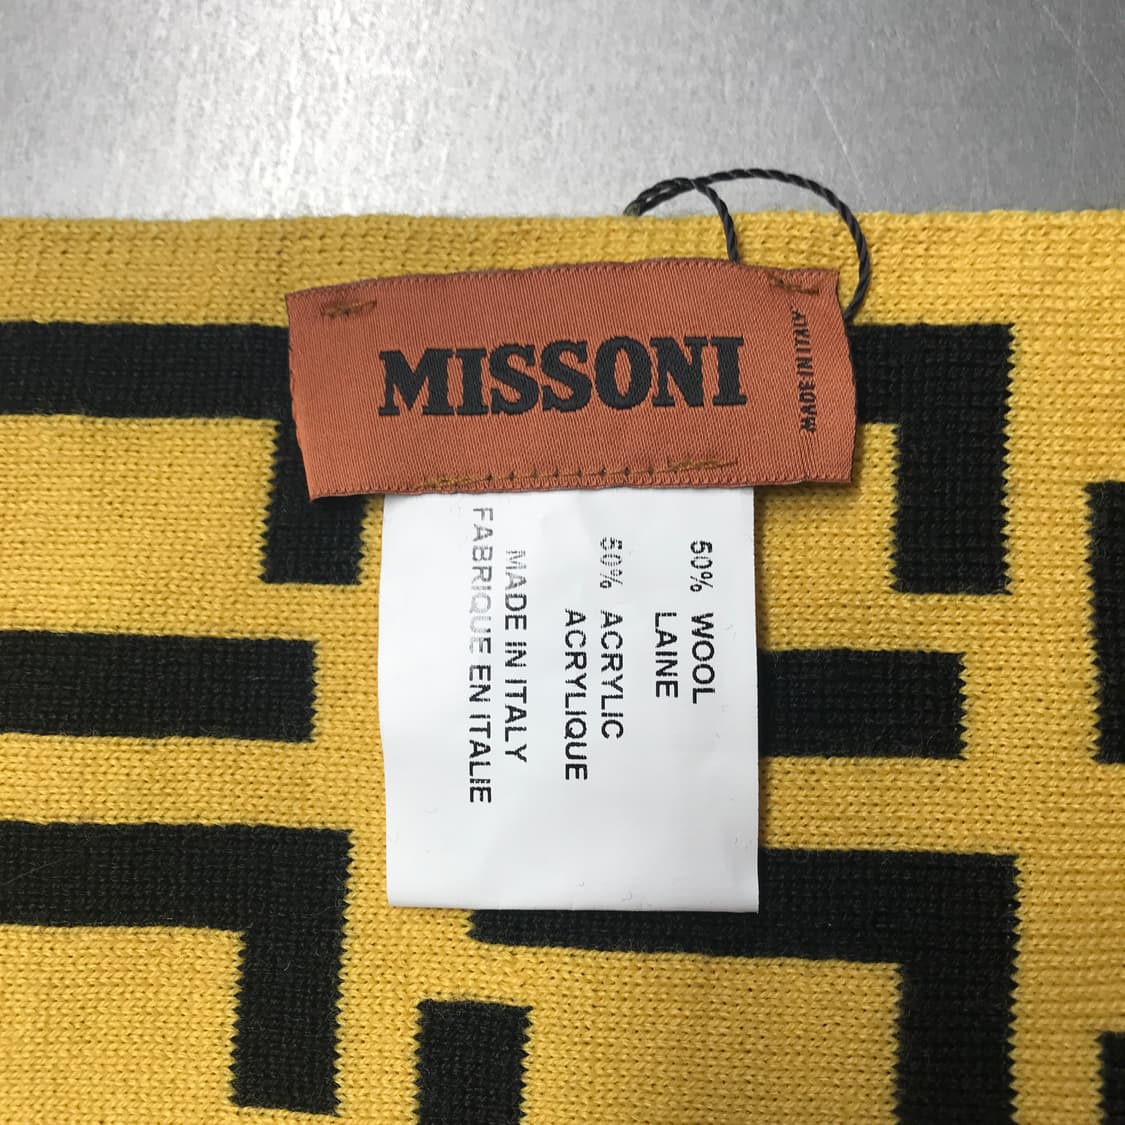 MISSONI
MADE IN ITALY
50% WOOL
LAINE
50% ACRYLIC
ACRYLIQUE
MADE IN ITALY
FABRIQUE EN ITALIE